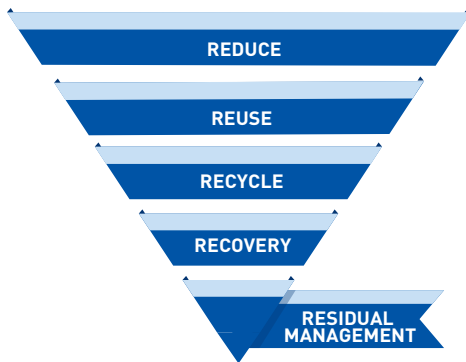 REDUCE
REUSE
RECYCLE
RECOVERY
RESIDUAL
MANAGEMENT